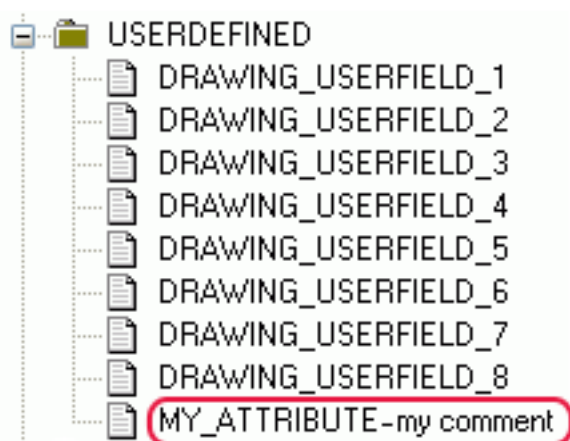 USERDEFINED
DRAWING_USERFIELD_1
DRAWING_USERFIELD_2
DRAWING_USERFIELD_3
DRAWING_USERFIELD_4
DRAWING_USERFIELD_5
DRAWING_USERFIELD_6
DRAWING_USERFIELD_7
DRAWING_USERFIELD_8
MY_ATTRIBUTE-my comment